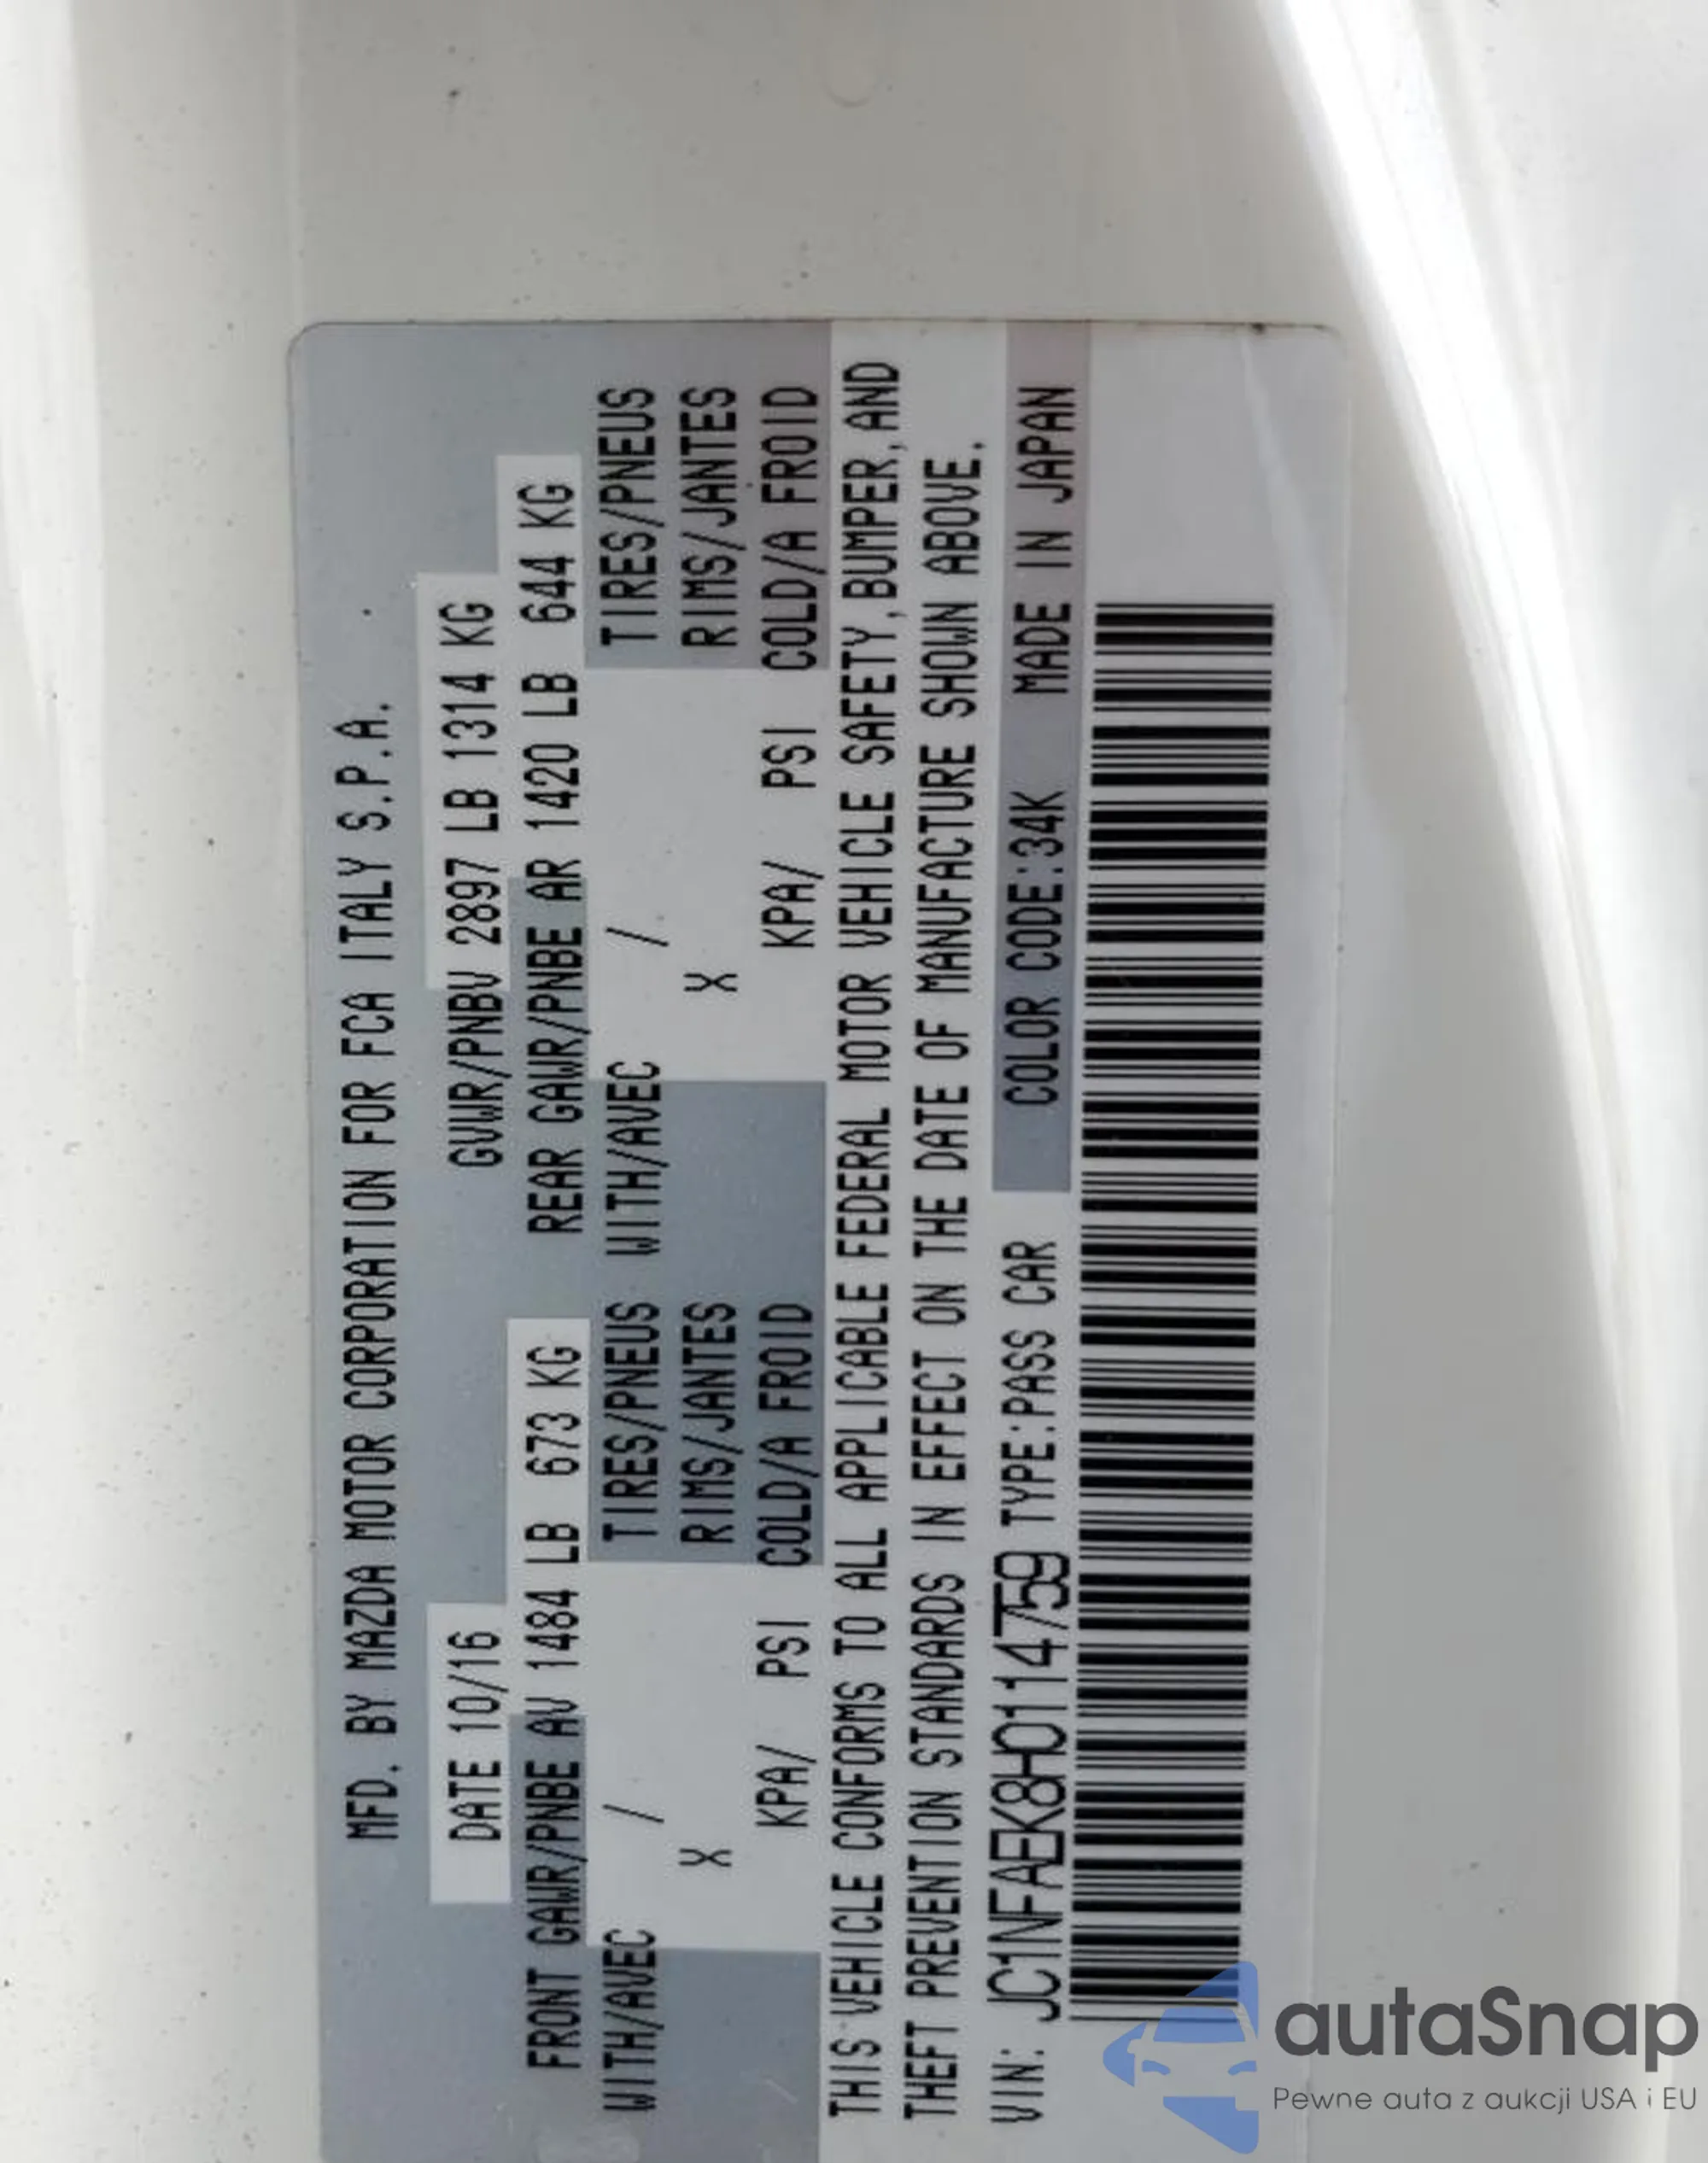 MFD. BY MAZDA MOTOR CORPORATION FOR FCA ITALY S.P.A.
DATE 10/16 GVWR/PNBV 2897 LB 1314 KG
FRONT GAWR/PNBE AV 1484 LB 673 KG REAR GAWR/PNBE AR 1420 LB 644 KG
WITH/AVEC / TIRES/PNEUS WITH/AVEC / TIRES/PNEUS
X RIMS/JANTES X RIMS/JANTES
KPA/ PSI COLD/A FROID KPA/ PSI COLD/A FROID
THIS VEHICLE CONFORMS TO ALL APPLICABLE FEDERAL MOTOR VEHICLE SAFETY, BUMPER, AND
THEFT PREVENTION STANDARDS IN EFFECT ON THE DATE OF MANUFACTURE SHOWN ABOVE.
VIN: JC1NFAEK8H0114759 TYPE:PASS CAR COLOR CODE:34K MADE IN JAPAN
autaSnap
Pewne auta z aukcji USA i EU